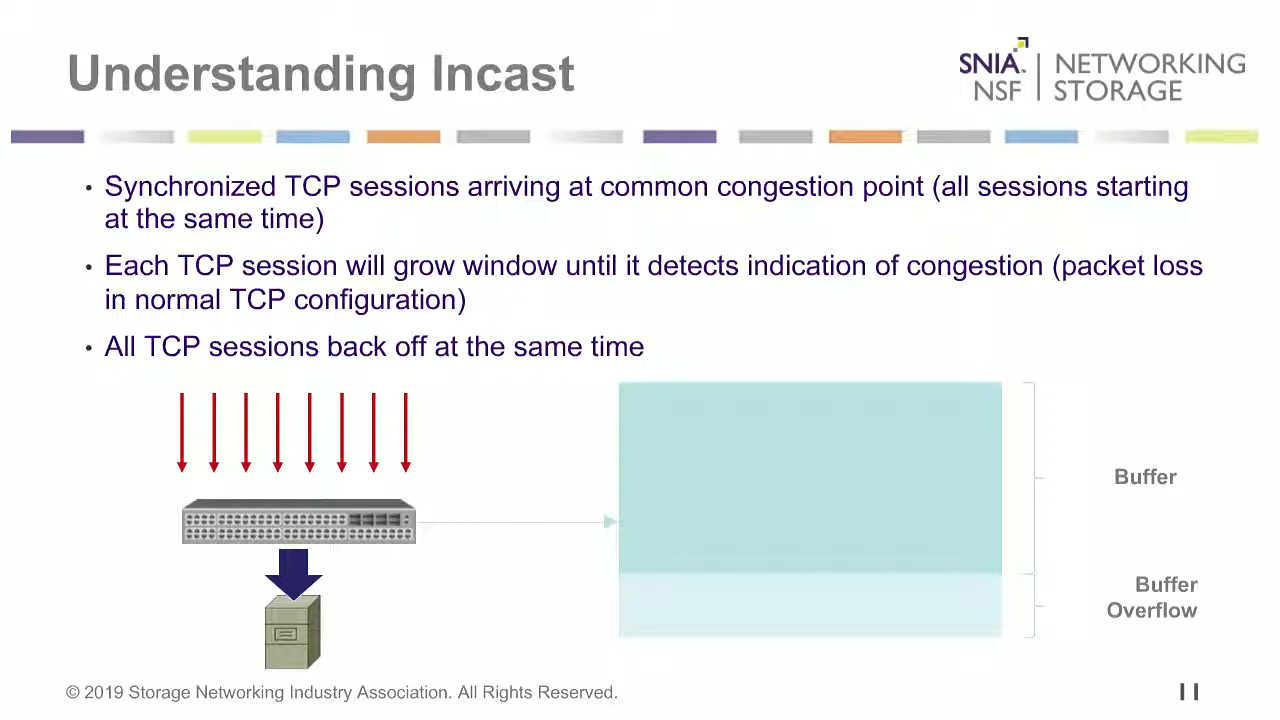 Understanding Incast
SNIA™ NETWORKING
NSF STORAGE
• Synchronized TCP sessions arriving at common congestion point (all sessions starting
at the same time)
• Each TCP session will grow window until it detects indication of congestion (packet loss
in normal TCP configuration)
• All TCP sessions back off at the same time
Buffer
Buffer
Overflow
© 2019 Storage Networking Industry Association. All Rights Reserved.
11